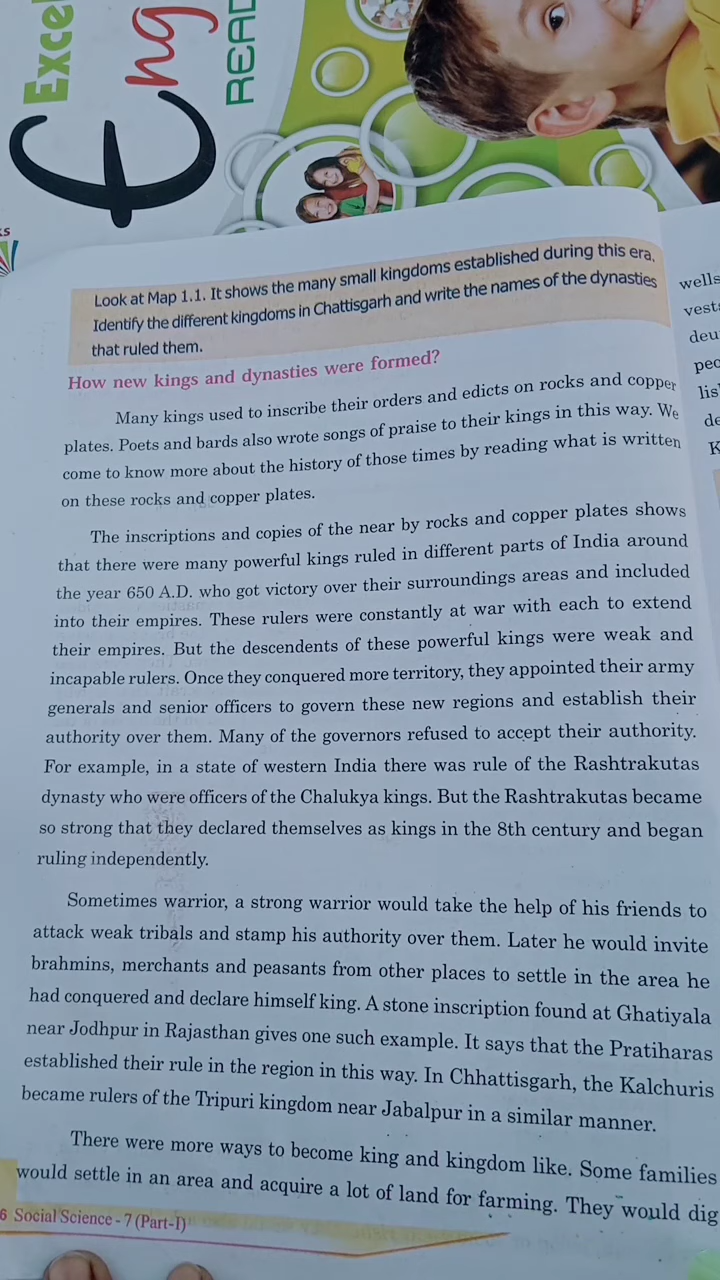 Excel
Eng
READ
Look at Map 1.1. It shows the many small kingdoms established during this era.
Identify the different kingdoms in Chattisgarh and write the names of the dynasties
that ruled them.
How new kings and dynasties were formed?
Many kings used to inscribe their orders and edicts on rocks and copper
plates. Poets and bards also wrote songs of praise to their kings in this way. We
come to know more about the history of those times by reading what is written
on these rocks and copper plates.
The inscriptions and copies of the near by rocks and copper plates shows
that there were many powerful kings ruled in different parts of India around
the year 650 A.D. who got victory over their surroundings areas and included
into their empires. These rulers were constantly at war with each to extend
their empires. But the descendents of these powerful kings were weak and
incapable rulers. Once they conquered more territory, they appointed their army
generals and senior officers to govern these new regions and establish their
authority over them. Many of the governors refused to accept their authority.
For example, in a state of western India there was rule of the Rashtrakutas
dynasty who were officers of the Chalukya kings. But the Rashtrakutas became
so strong that they declared themselves as kings in the 8th century and began
ruling independently.
Sometimes warrior, a strong warrior would take the help of his friends to
attack weak tribals and stamp his authority over them. Later he would invite
brahmins, merchants and peasants from other places to settle in the area he
had conquered and declare himself king. A stone inscription found at Ghatiyala
near Jodhpur in Rajasthan gives one such example. It says that the Pratiharas
established their rule in the region in this way. In Chhattisgarh, the Kalchuris
became rulers of the Tripuri kingdom near Jabalpur in a similar manner.
There were more ways to become king and kingdom like. Some families
would settle in an area and acquire a lot of land for farming. They would dig
6 Social Science - 7 (Part-I)
wells